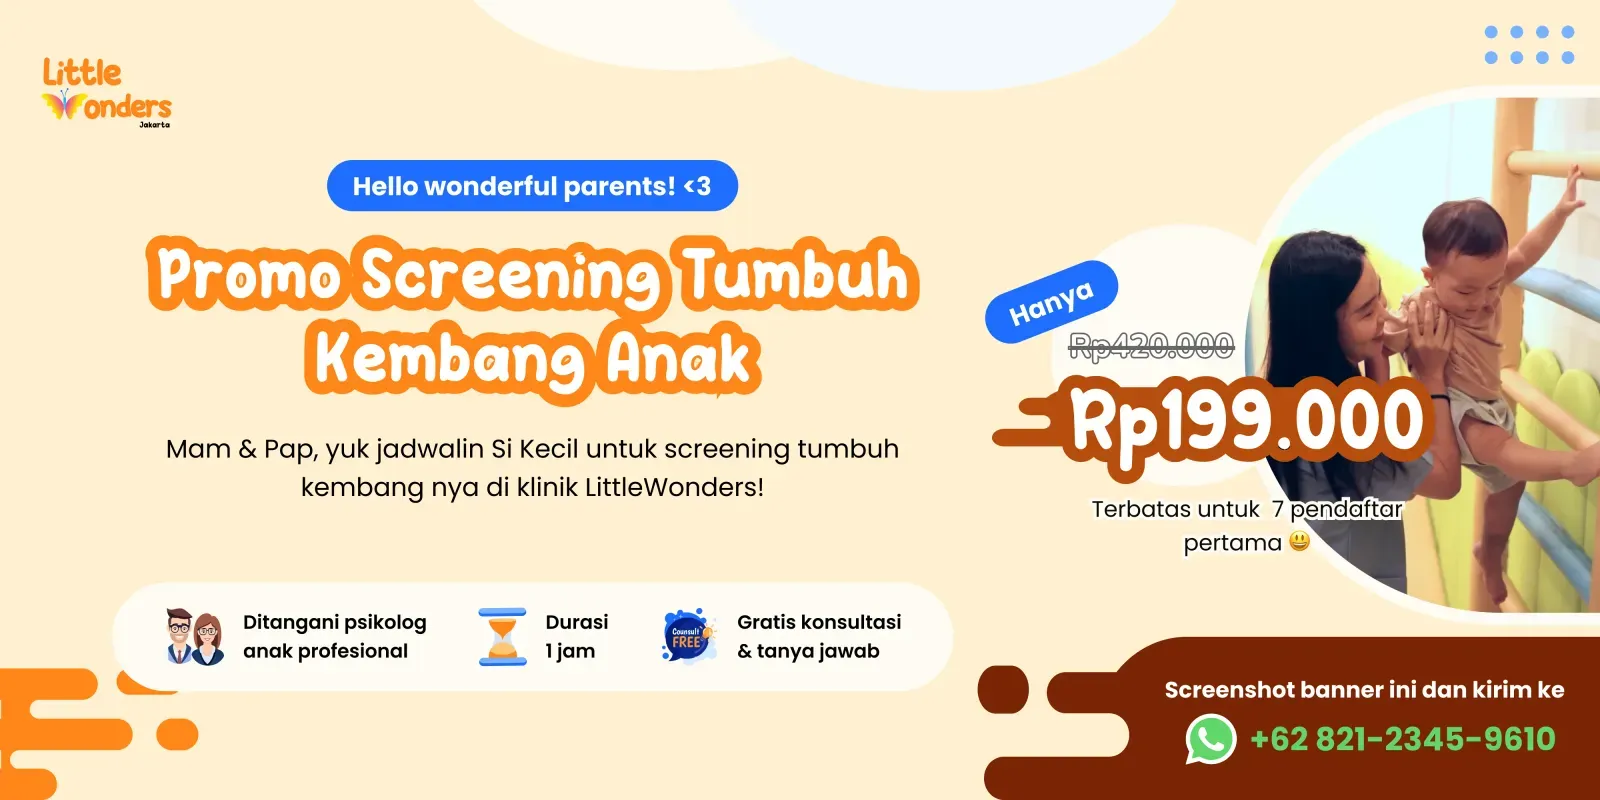 Little
Wonders
Jakarta
Hello wonderful parents! <3
Promo Screening Tumbuh
Kembang Anak
Mam & Pap, yuk jadwalin Si Kecil untuk screening tumbuh
kembang nya di klinik LittleWonders!
Ditangani psikolog
anak profesional
Durasi
1 jam
Counsult
FREE
Gratis konsultasi
& tanya jawab
Hanya
Rp420.000
Rp199.000
Terbatas untuk 7 pendaftar
pertama 😃
Screenshot banner ini dan kirim ke
+62 821-2345-9610